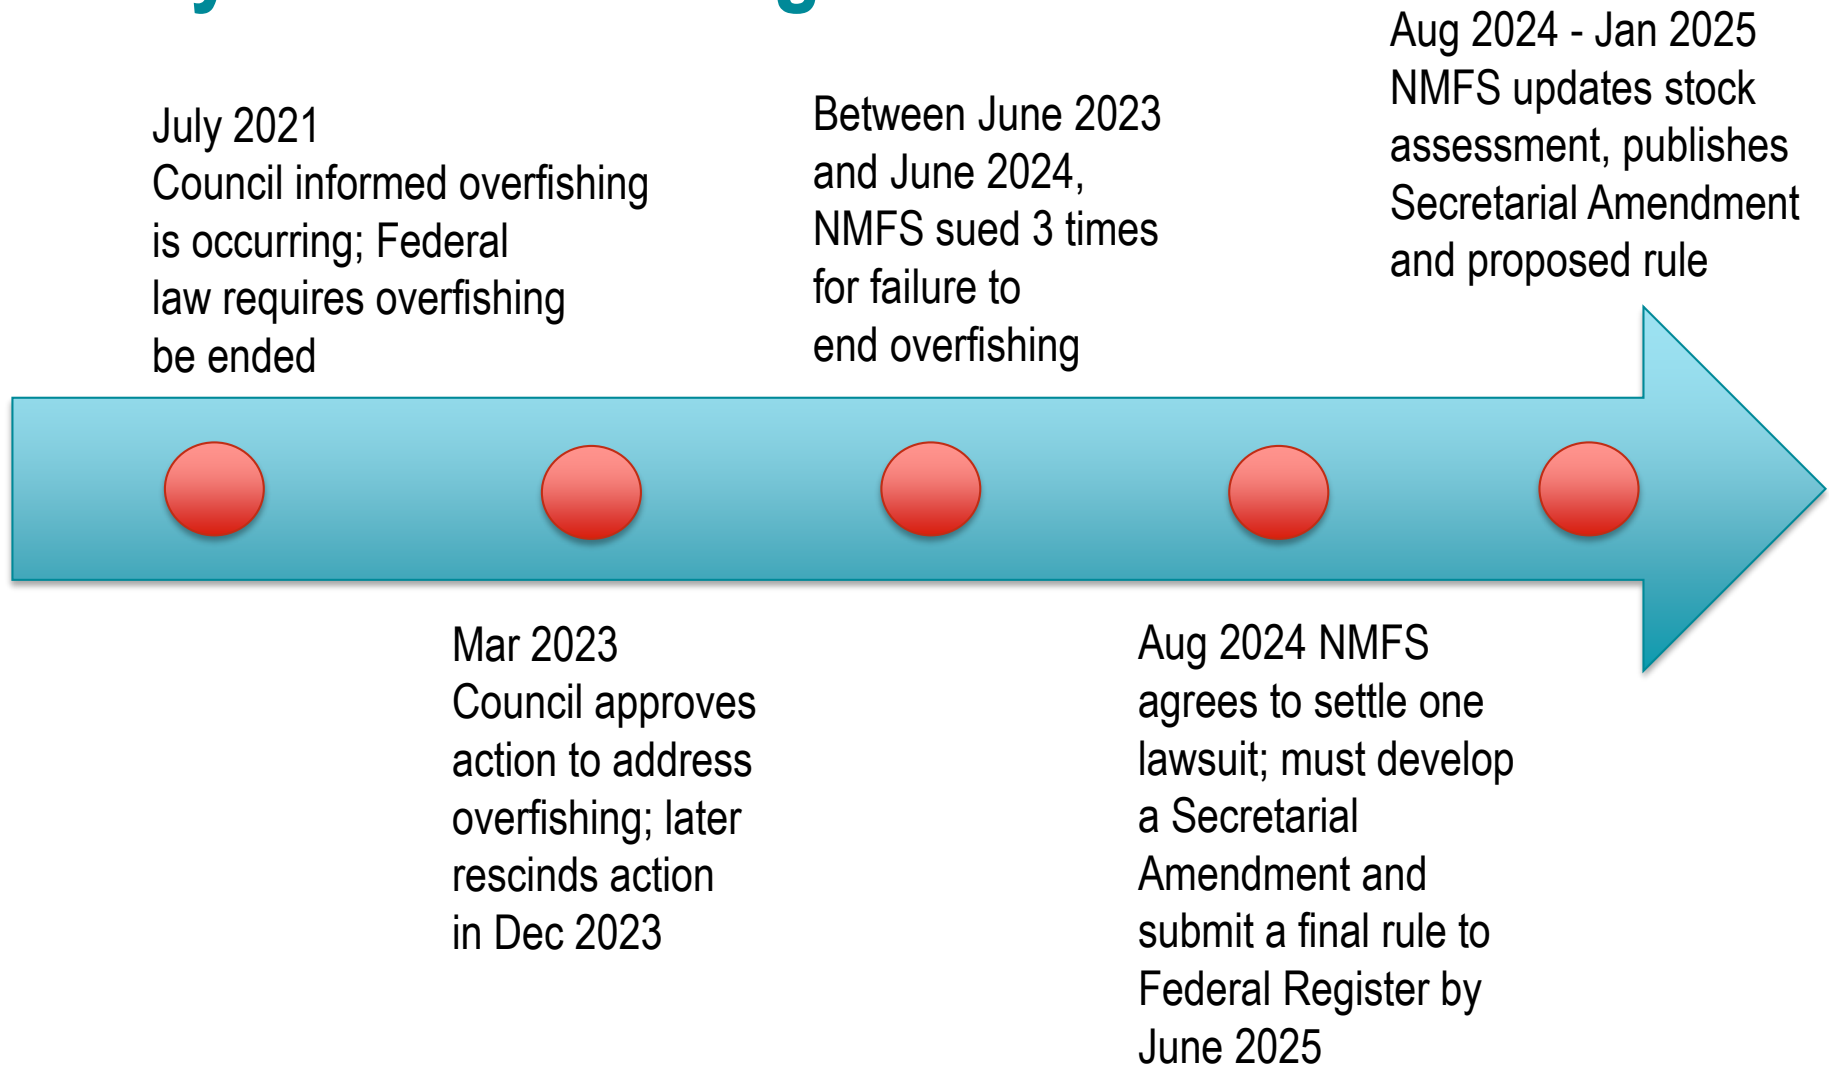 July 2021
Council informed overfishing
is occurring; Federal
law requires overfishing
be ended
Mar 2023
Council approves
action to address
overfishing; later
rescinds action
in Dec 2023
Between June 2023
and June 2024,
NMFS sued 3 times
for failure to
end overfishing
Aug 2024 NMFS
agrees to settle one
lawsuit; must develop
a Secretarial
Amendment and
submit a final rule to
Federal Register by
June 2025
Aug 2024 - Jan 2025
NMFS updates stock
assessment, publishes
Secretarial Amendment
and proposed rule